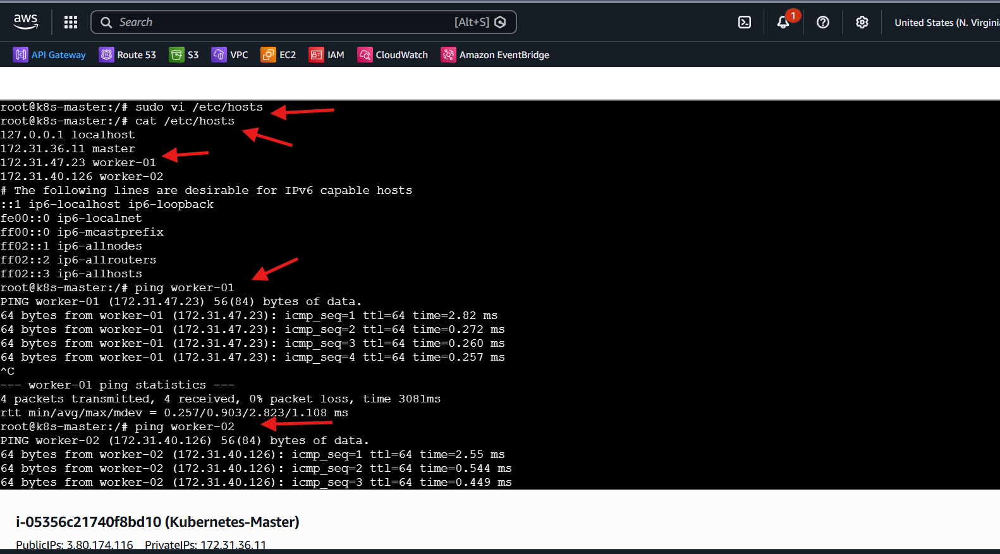 aws
Search [Alt+S]
1
United States (N. Virginia
API Gateway Route 53 S3 VPC EC2 IAM CloudWatch Amazon EventBridge
root@k8s-master:/# sudo vi /etc/hosts
root@k8s-master:/# cat /etc/hosts
127.0.0.1 localhost
172.31.36.11 master
172.31.47.23 worker-01
172.31.40.126 worker-02
# The following lines are desirable for IPv6 capable hosts
::1 ip6-localhost ip6-loopback
fe00::0 ip6-localnet
ff00::0 ip6-mcastprefix
ff02::1 ip6-allnodes
ff02::2 ip6-allrouters
ff02::3 ip6-allhosts
root@k8s-master:/# ping worker-01
PING worker-01 (172.31.47.23) 56(84) bytes of data.
64 bytes from worker-01 (172.31.47.23): icmp_seq=1 ttl=64 time=2.82 ms
64 bytes from worker-01 (172.31.47.23): icmp_seq=2 ttl=64 time=0.272 ms
64 bytes from worker-01 (172.31.47.23): icmp_seq=3 ttl=64 time=0.260 ms
64 bytes from worker-01 (172.31.47.23): icmp_seq=4 ttl=64 time=0.257 ms
^C
--- worker-01 ping statistics ---
4 packets transmitted, 4 received, 0% packet loss, time 3081ms
rtt min/avg/max/mdev = 0.257/0.903/2.823/1.108 ms
root@k8s-master:/# ping worker-02
PING worker-02 (172.31.40.126) 56(84) bytes of data.
64 bytes from worker-02 (172.31.40.126): icmp_seq=1 ttl=64 time=2.55 ms
64 bytes from worker-02 (172.31.40.126): icmp_seq=2 ttl=64 time=0.544 ms
64 bytes from worker-02 (172.31.40.126): icmp_seq=3 ttl=64 time=0.449 ms
i-05356c21740f8bd10 (Kubernetes-Master)
PublicIPs: 3.80.174.116 PrivateIPs: 172.31.36.11